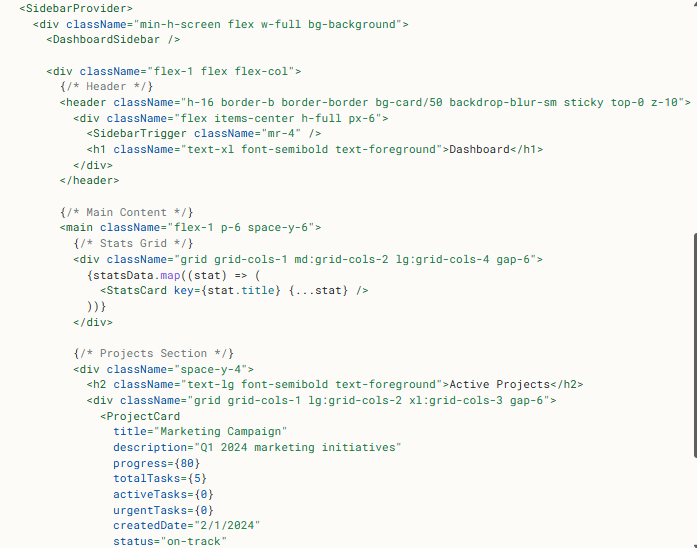 <SidebarProvider>
<div className="min-h-screen flex w-full bg-background">
<DashboardSidebar />
<div className="flex-1 flex flex-col">
{/* Header */}
<header className="h-16 border-b border-border bg-card/50 backdrop-blur-sm sticky top-0 z-10">
<div className="flex items-center h-full px-6">
<SidebarTrigger className="mr-4" />
<h1 className="text-xl font-semibold text-foreground">Dashboard</h1>
</div>
</header>
{/* Main Content */}
<main className="flex-1 p-6 space-y-6">
{/* Stats Grid */}
<div className="grid grid-cols-1 md:grid-cols-2 lg:grid-cols-4 gap-6">
{statsData.map((stat) => (
<StatsCard key={stat.title} {...stat} />
))}
</div>
{/* Projects Section */}
<div className="space-y-4">
<h2 className="text-lg font-semibold text-foreground">Active Projects</h2>
<div className="grid grid-cols-1 lg:grid-cols-2 xl:grid-cols-3 gap-6">
<ProjectCard
title="Marketing Campaign"
description="Q1 2024 marketing initiatives"
progress={80}
totalTasks={5}
activeTasks={0}
urgentTasks={0}
createdDate="2/1/2024"
status="on-track"